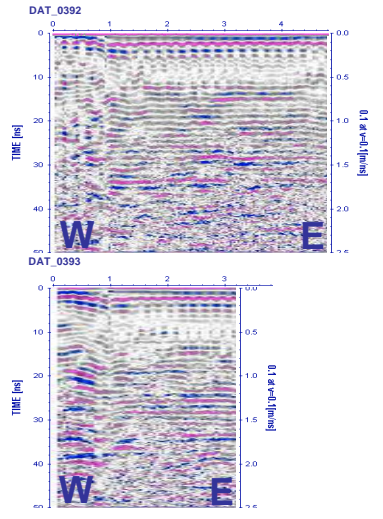 DAT_0392
0 1 2 3 4
0 10 20 30 40 50
TIME [ns]
0.0 0.5 1.0 1.5 2.0 2.5
0.1 at v=0.1[m/ns]
W E
DAT_0393
0 1 2 3
0 10 20 30 40 50
TIME [ns]
0.0 0.5 1.0 1.5 2.0 2.5
0.1 at v=0.1[m/ns]
W E